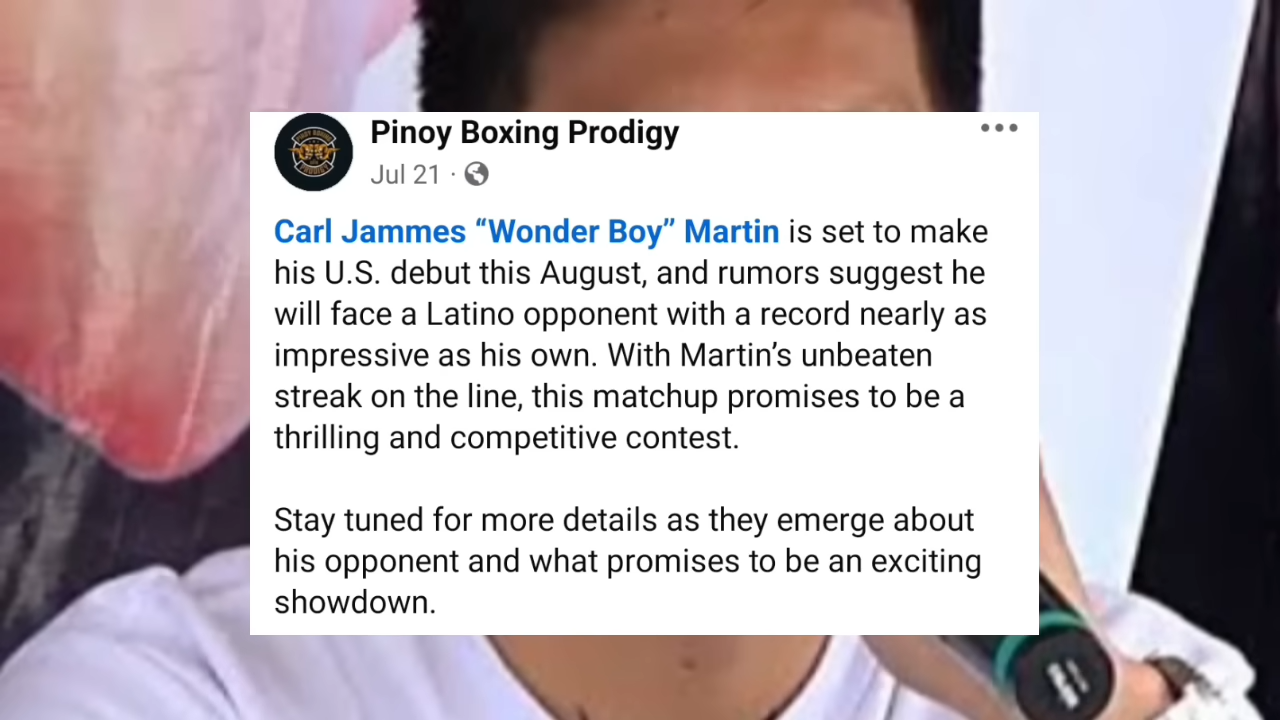 Pinoy Boxing Prodigy
Jul 21 ·
Carl Jammes “Wonder Boy” Martin is set to make
his U.S. debut this August, and rumors suggest he
will face a Latino opponent with a record nearly as
impressive as his own. With Martin’s unbeaten
streak on the line, this matchup promises to be a
thrilling and competitive contest.
Stay tuned for more details as they emerge about
his opponent and what promises to be an exciting
showdown.